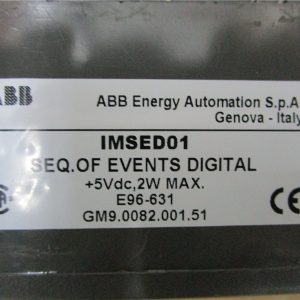 ABB
ABB Energy Automation S.p.A
Genova - Italy
IMSED01
SEQ.OF EVENTS DIGITAL
+5Vdc,2W MAX.
E96-631
GM9.0082.001.51
CE